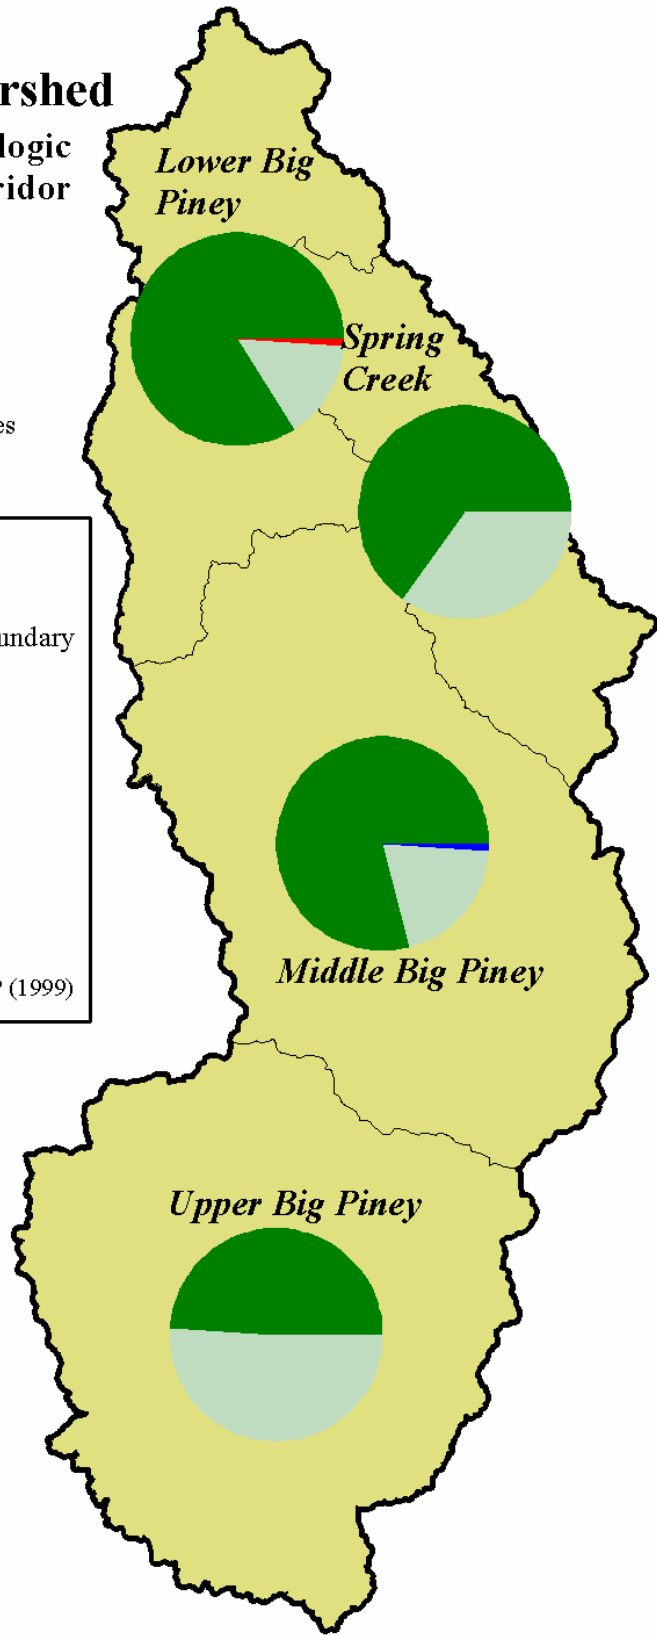 rshed
logic
ridor
Lower Big
Piney
Spring
Creek
es
undary
Middle Big Piney
(1999)
Upper Big Piney